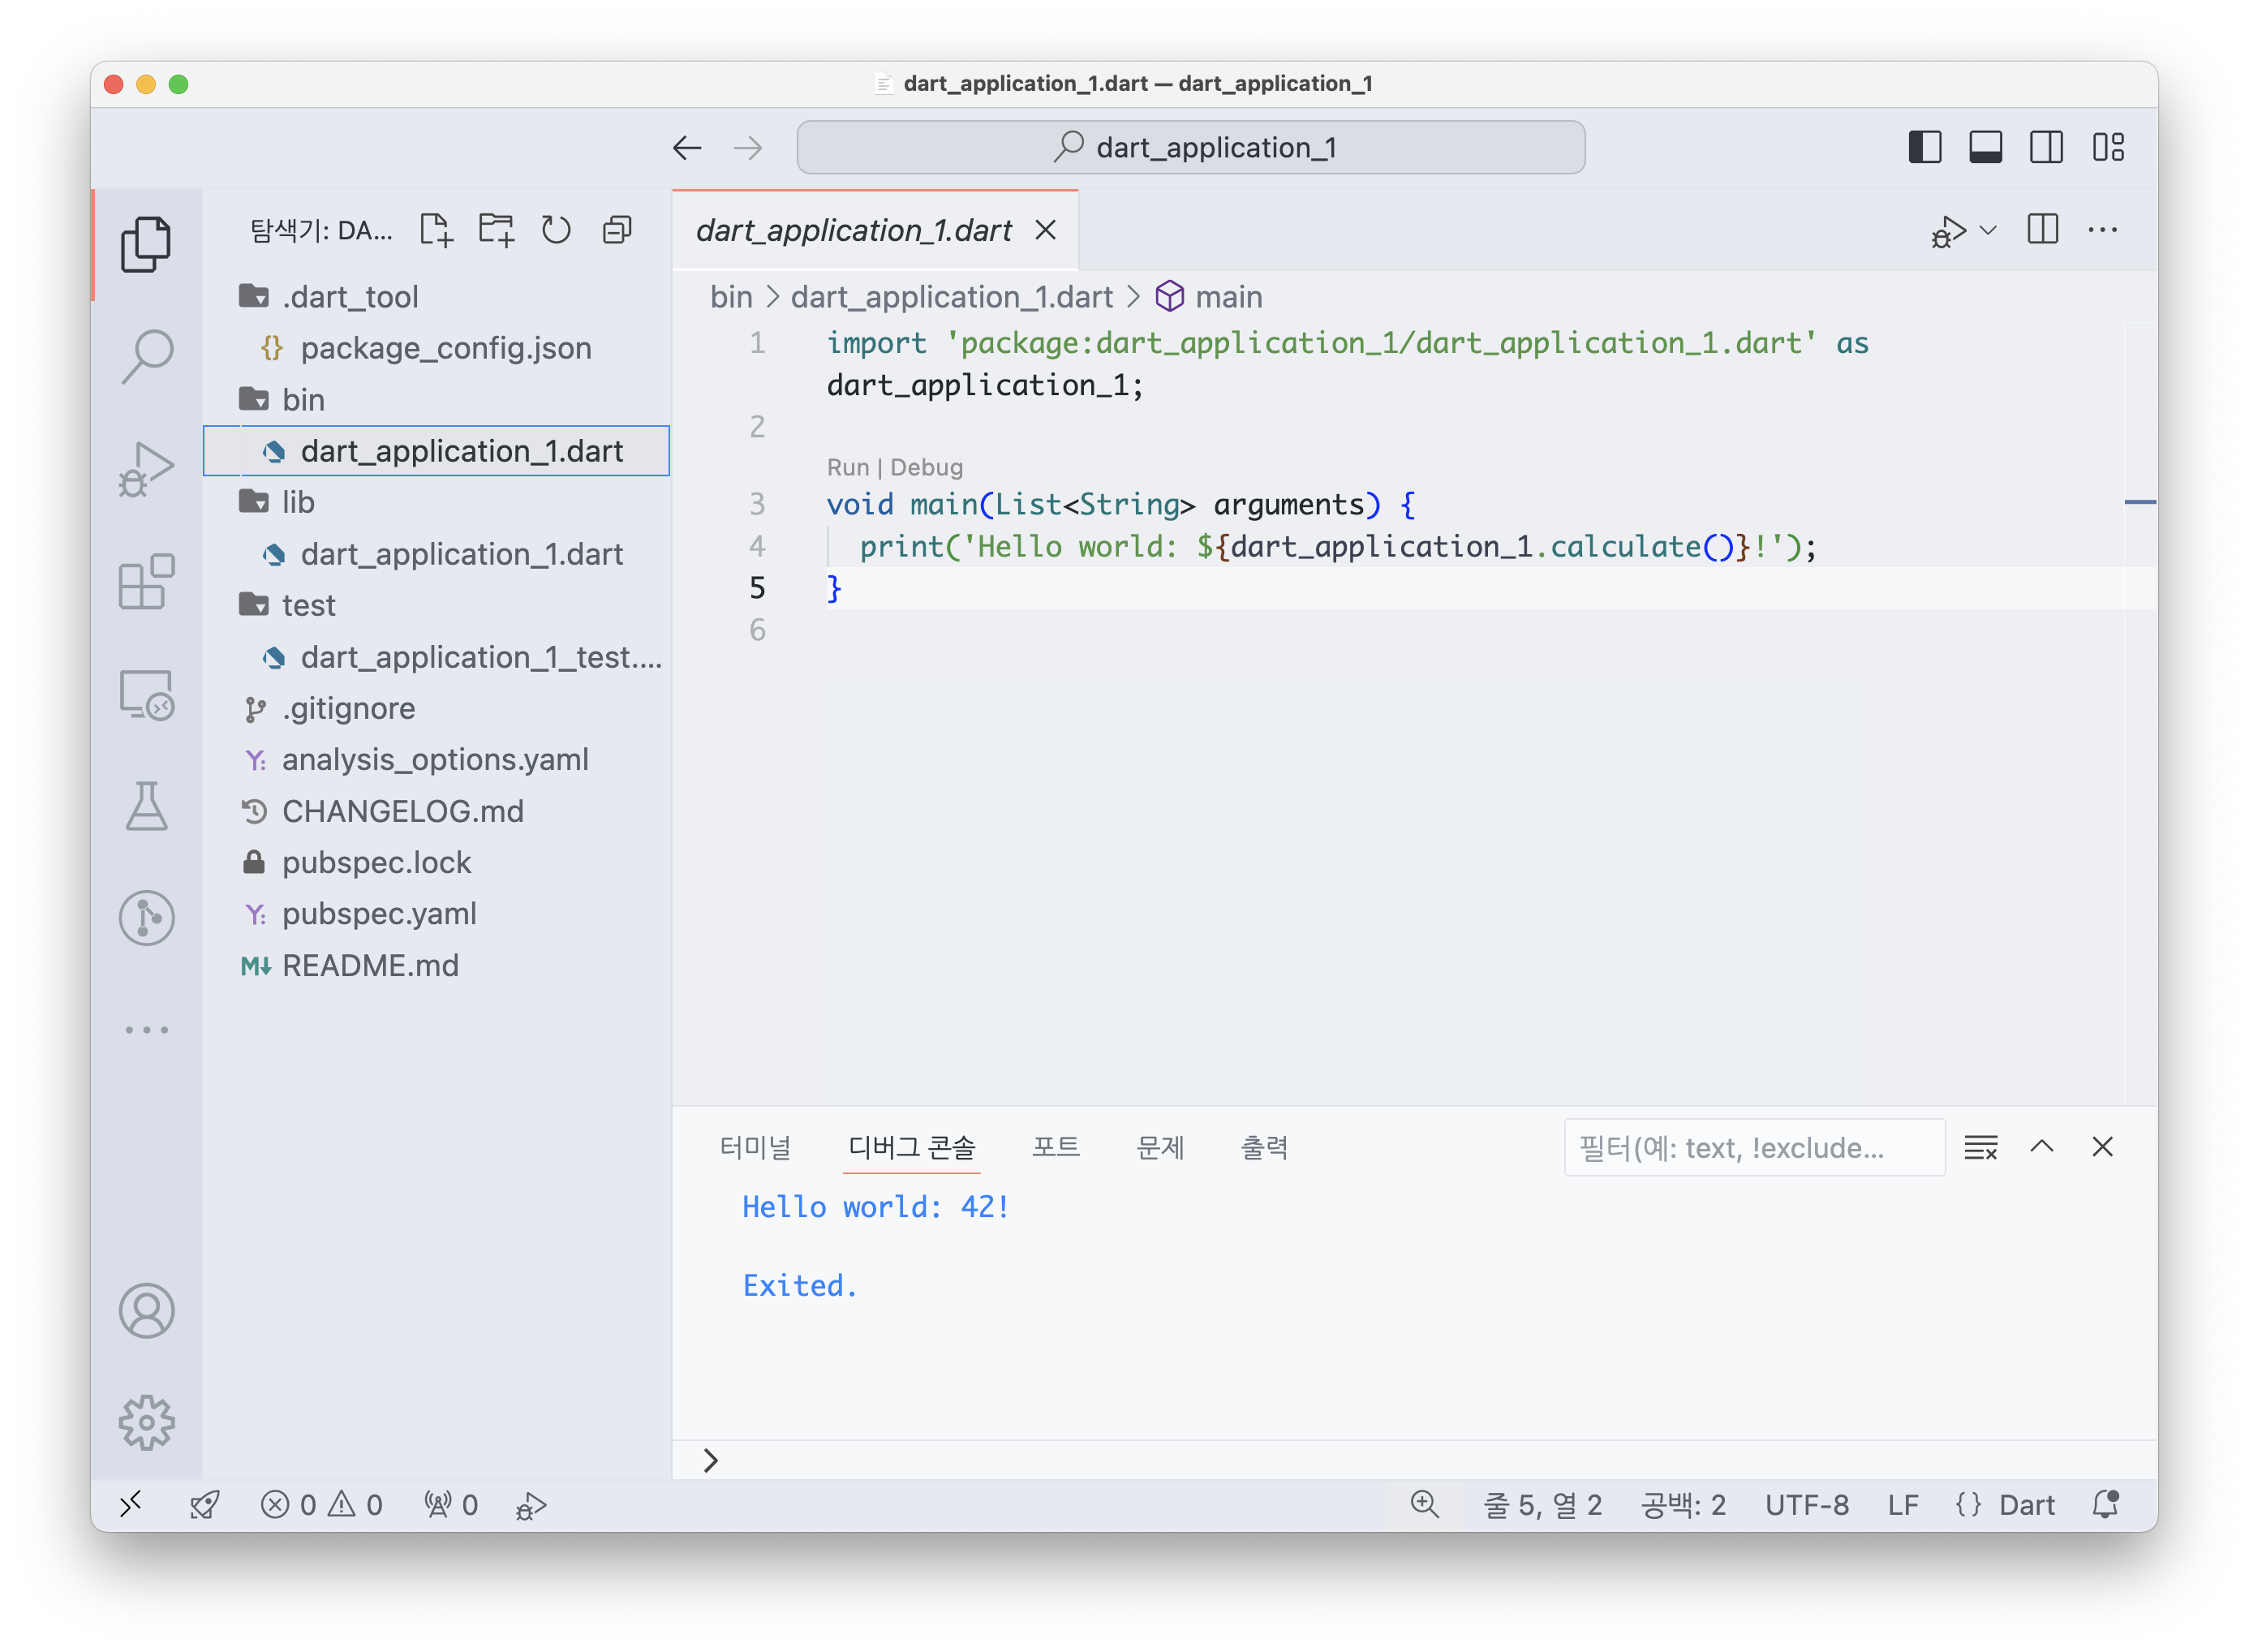 dart_application_1.dart — dart_application_1
dart_application_1
탐색기: DA...
.dart_tool
package_config.json
bin
dart_application_1.dart
lib
dart_application_1.dart
test
dart_application_1_test....
.gitignore
analysis_options.yaml
CHANGELOG.md
pubspec.lock
pubspec.yaml
README.md
dart_application_1.dart
bin > dart_application_1.dart > main
1 import 'package:dart_application_1/dart_application_1.dart' as
dart_application_1;
2
Run | Debug
3 void main(List<String> arguments) {
4 print('Hello world: ${dart_application_1.calculate()}!');
5 }
6
터미널 디버그 콘솔 포트 문제 출력 필터(예: text, !exclude...
Hello world: 42!
Exited.
0 0 0 줄 5, 열 2 공백: 2 UTF-8 LF {} Dart